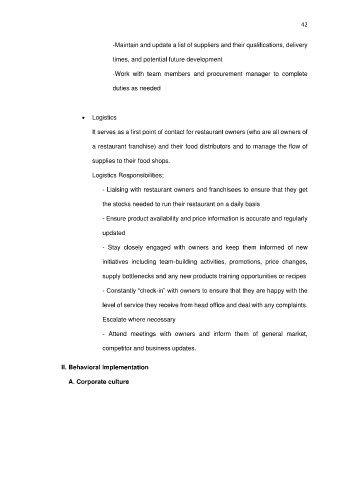 42
-Maintain and update a list of suppliers and their qualifications, delivery
times, and potential future development
-Work with team members and procurement manager to complete
duties as needed
• Logistics
It serves as a first point of contact for restaurant owners (who are all owners of
a restaurant franchise) and their food distributors and to manage the flow of
supplies to their food shops.
Logistics Responsibilities;
- Liaising with restaurant owners and franchisees to ensure that they get
the stocks needed to run their restaurant on a daily basis
- Ensure product availability and price information is accurate and regularly
updated
- Stay closely engaged with owners and keep them informed of new
initiatives including team-building activities, promotions, price changes,
supply bottlenecks and any new products training opportunities or recipes
- Constantly “check-in” with owners to ensure that they are happy with the
level of service they receive from head office and deal with any complaints.
Escalate where necessary
- Attend meetings with owners and inform them of general market,
competitor and business updates.
II. Behavioral Implementation
A. Corporate culture